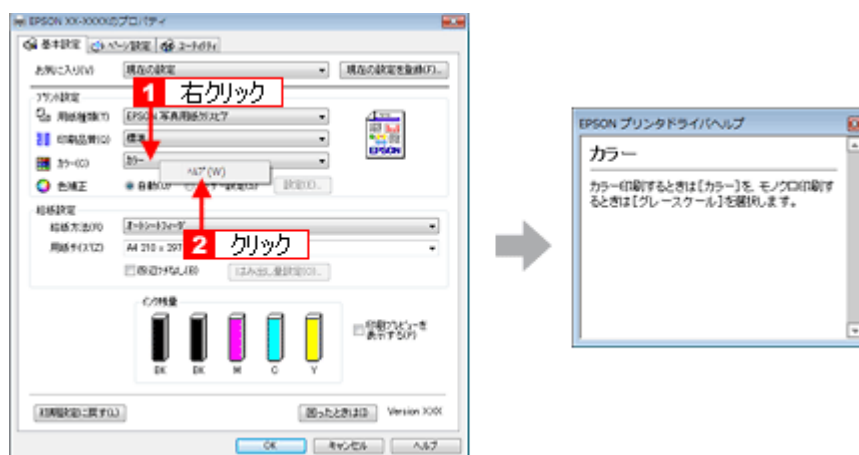 EPSON XX-XXXXのプロパティ
基本設定 ページ設定 ユーティリティ
お気に入り(V) 現在の設定 現在の設定を登録(F)...
プリント設定
1 右クリック
用紙種類(T) EPSON 写真用紙クリスピア
印刷品質(Q) 標準
EPSON
カラー(C) カラー
ヘルプ(W)
色補正 自動(U) 設定(D)...
給紙設定
給紙方法(P) オートシートフィーダ
用紙サイズ(Z) A4 210 x 297
2 クリック
四辺フチなし(B) はみ出し量設定(O)...
インク残量
BK BK M C Y
印刷プレビューを
表示する(P)
初期設定に戻す(L) 困ったときは(I) Version XXX
OK キャンセル ヘルプ
EPSON プリンタドライバヘルプ
カラー
カラー印刷するときは[カラー]を、モノクロ印刷す
るときは[グレースケール]を選択します。